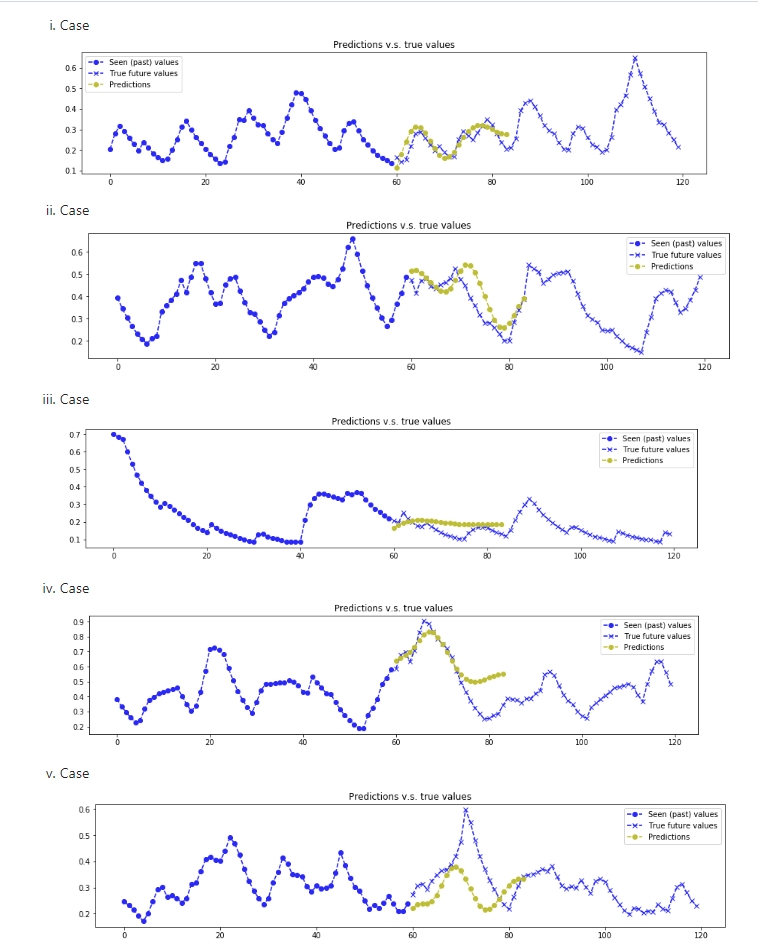 i. Case
Predictions v.s. true values
Seen (past) values
True future values
Predictions
0.6
0.5
0.4
0.3
0.2
0.1
0 20 40 60 80 100 120
ii. Case
Predictions v.s. true values
Seen (past) values
True future values
Predictions
0.6
0.5
0.4
0.3
0.2
0 20 40 60 80 100 120
iii. Case
Predictions v.s. true values
Seen (past) values
True future values
Predictions
0.7
0.6
0.5
0.4
0.3
0.2
0.1
0 20 40 60 80 100 120
iv. Case
Predictions v.s. true values
Seen (past) values
True future values
Predictions
0.9
0.8
0.7
0.6
0.5
0.4
0.3
0.2
0 20 40 60 80 100 120
v. Case
Predictions v.s. true values
Seen (past) values
True future values
Predictions
0.6
0.5
0.4
0.3
0.2
0 20 40 60 80 100 120